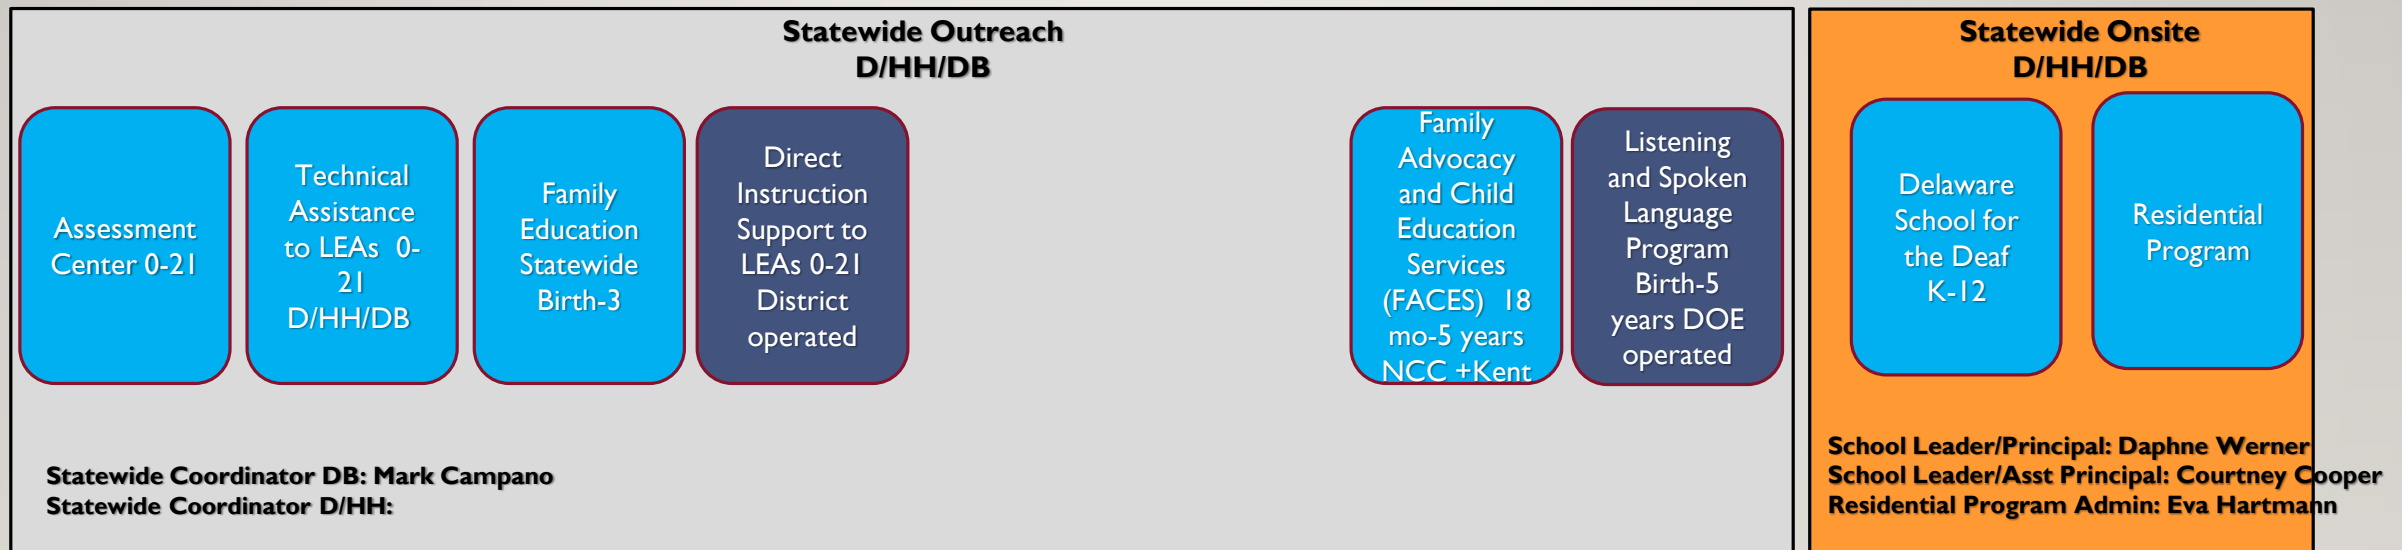 Statewide Outreach
D/HH/DB
Assessment
Center 0-21
Technical
Assistance
to LEAs 0-
21
D/HH/DB
Family
Education
Statewide
Birth-3
Direct
Instruction
Support to
LEAs 0-21
District
operated
Family
Advocacy
and Child
Education
Services
(FACES) 18
mo-5 years
NCC +Kent
Listening
and Spoken
Language
Program
Birth-5
years DOE
operated
Statewide Coordinator DB: Mark Campano
Statewide Coordinator D/HH:
Statewide Onsite
D/HH/DB
Delaware
School for
the Deaf
K-12
Residential
Program
School Leader/Principal: Daphne Werner
School Leader/Asst Principal: Courtney Cooper
Residential Program Admin: Eva Hartmann